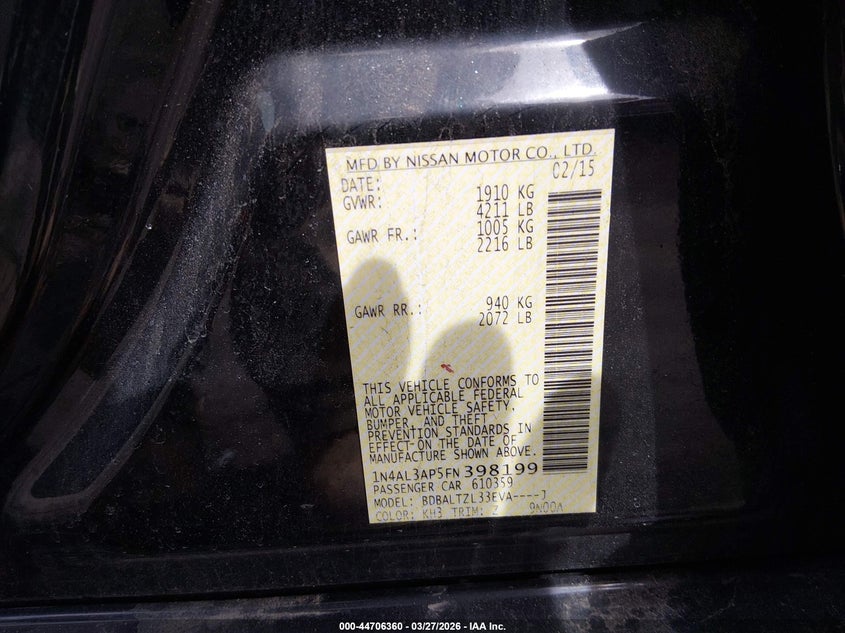 MFD BY NISSAN MOTOR CO., LTD.
DATE: 02/15
GVWR: 1910 KG
4211 LB
GAWR FR.: 1005 KG
2216 LB
GAWR RR.: 940 KG
2072 LB
THIS VEHICLE CONFORMS TO
ALL APPLICABLE FEDERAL
MOTOR VEHICLE SAFETY,
BUMPER, AND THEFT
PREVENTION STANDARDS IN
EFFECT ON THE DATE OF
MANUFACTURE SHOWN ABOVE.
1N4AL3AP5FN398199
PASSENGER CAR 610359
MODEL: BDBALTZL33EVA----J
COLOR: KH3 TRIM: Z 9N00A
000-44706360 — 03/27/2026 - IAA Inc.